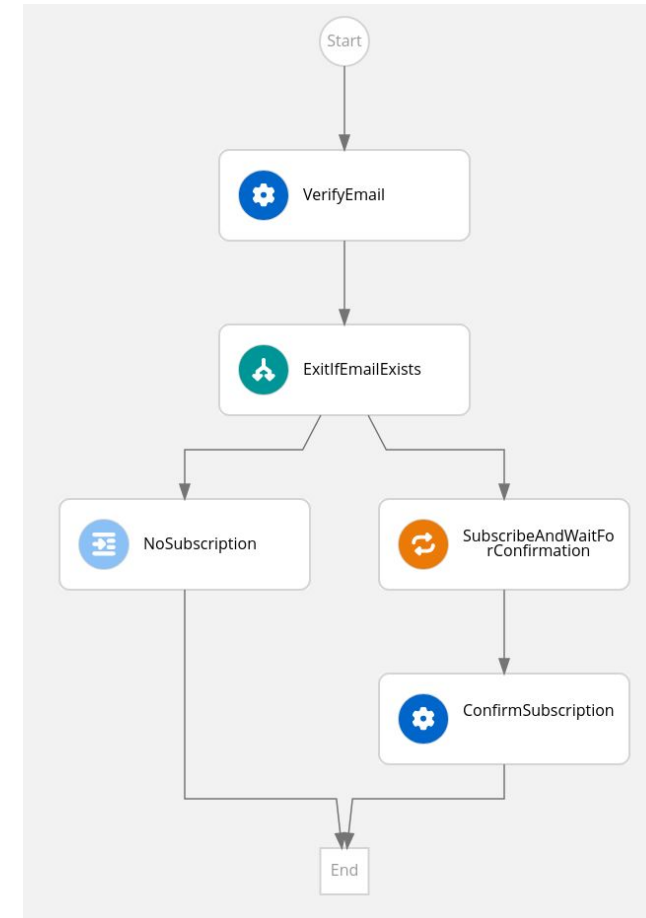 Start
VerifyEmail
ExitIfEmailExists
NoSubscription
SubscribeAndWaitFo
rConfirmation
ConfirmSubscription
End